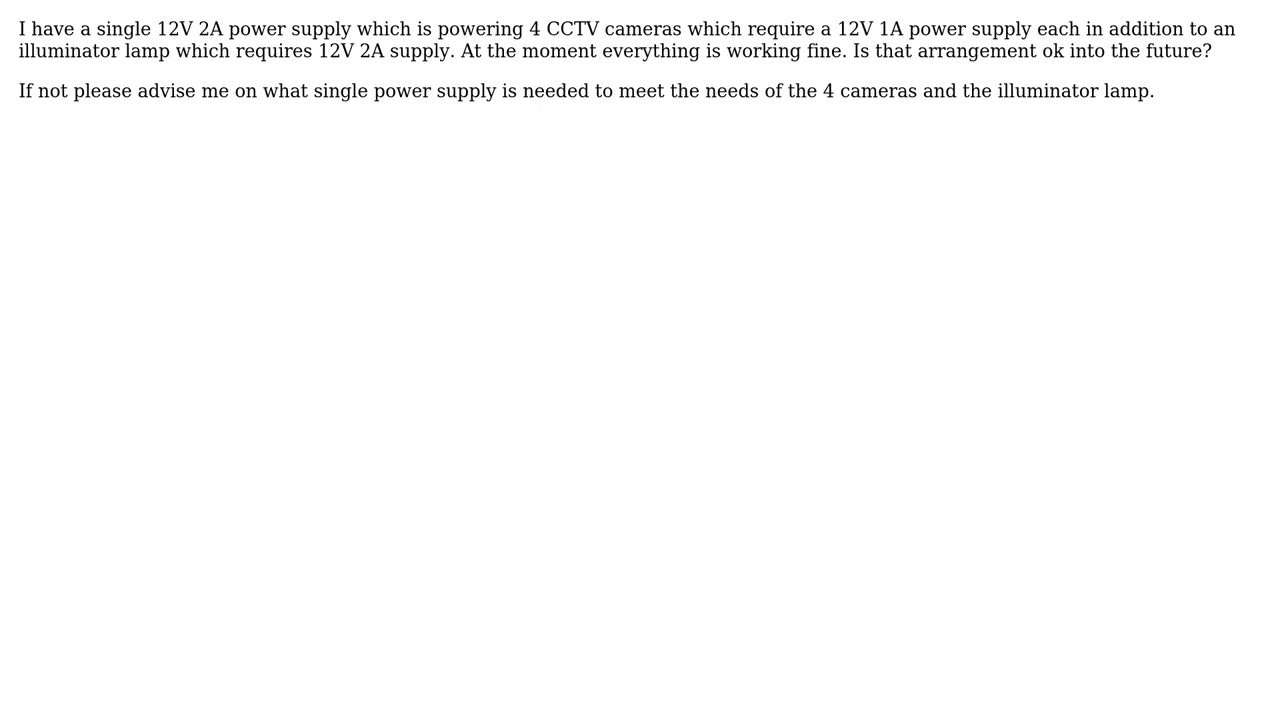 I have a single 12V 2A power supply which is powering 4 CCTV cameras which require a 12V 1A power supply each in addition to an
illuminator lamp which requires 12V 2A supply. At the moment everything is working fine. Is that arrangement ok into the future?
If not please advise me on what single power supply is needed to meet the needs of the 4 cameras and the illuminator lamp.